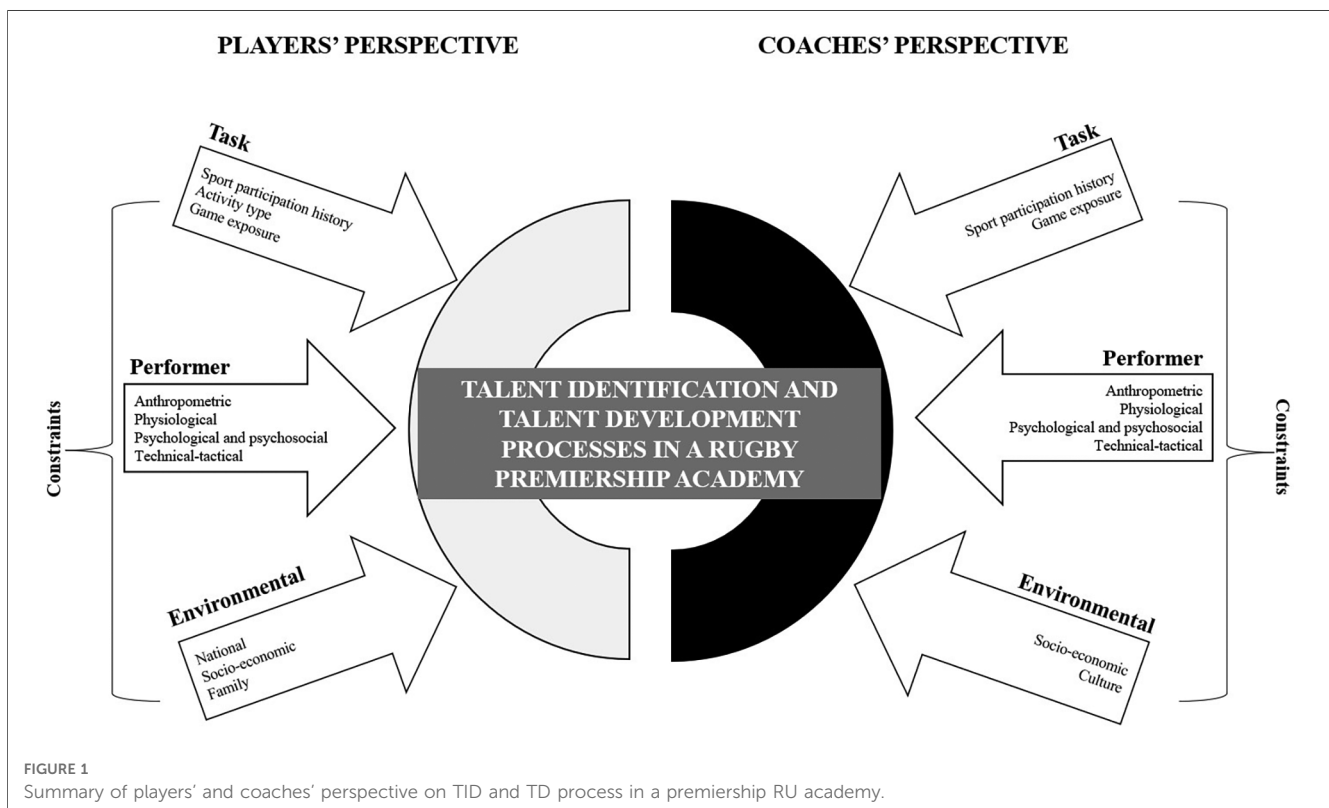 PLAYERS’ PERSPECTIVE
COACHES’ PERSPECTIVE
Task
Sport participation history
Activity type
Game exposure
Performer
Anthropometric
Physiological
Psychological and psychosocial
Technical-tactical
Environmental
National
Socio-economic
Family
Constraints
TALENT IDENTIFICATION AND
TALENT DEVELOPMENT
PROCESSES IN A RUGBY
PREMIERSHIP ACADEMY
Task
Sport participation history
Game exposure
Performer
Anthropometric
Physiological
Psychological and psychosocial
Technical-tactical
Environmental
Socio-economic
Culture
Constraints
FIGURE 1
Summary of players’ and coaches’ perspective on TID and TD process in a premiership RU academy.